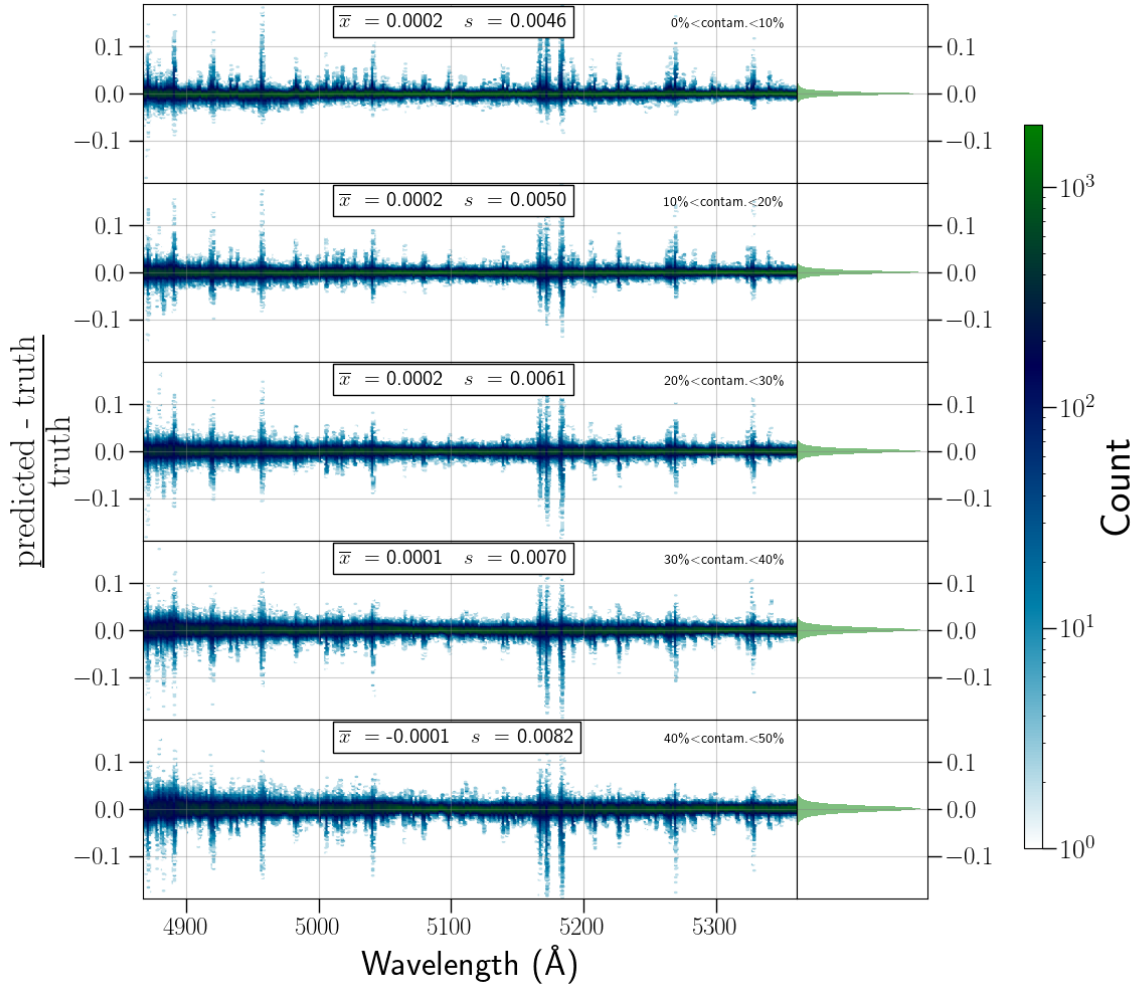 x̄ = 0.0002 s = 0.0046
0%<contam.<10%
0.1 0.1
0.0 0.0
−0.1 −0.1
x̄ = 0.0002 s = 0.0050
10%<contam.<20%
0.1 0.1
0.0 0.0
−0.1 −0.1
x̄ = 0.0002 s = 0.0061
20%<contam.<30%
0.1 0.1
0.0 0.0
−0.1 −0.1
x̄ = 0.0001 s = 0.0070
30%<contam.<40%
0.1 0.1
0.0 0.0
−0.1 −0.1
x̄ = -0.0001 s = 0.0082
40%<contam.<50%
0.1 0.1
0.0 0.0
−0.1 −0.1
4900 5000 5100 5200 5300
Wavelength (Å)
predicted - truth
truth
10³
10²
10¹
10⁰
Count